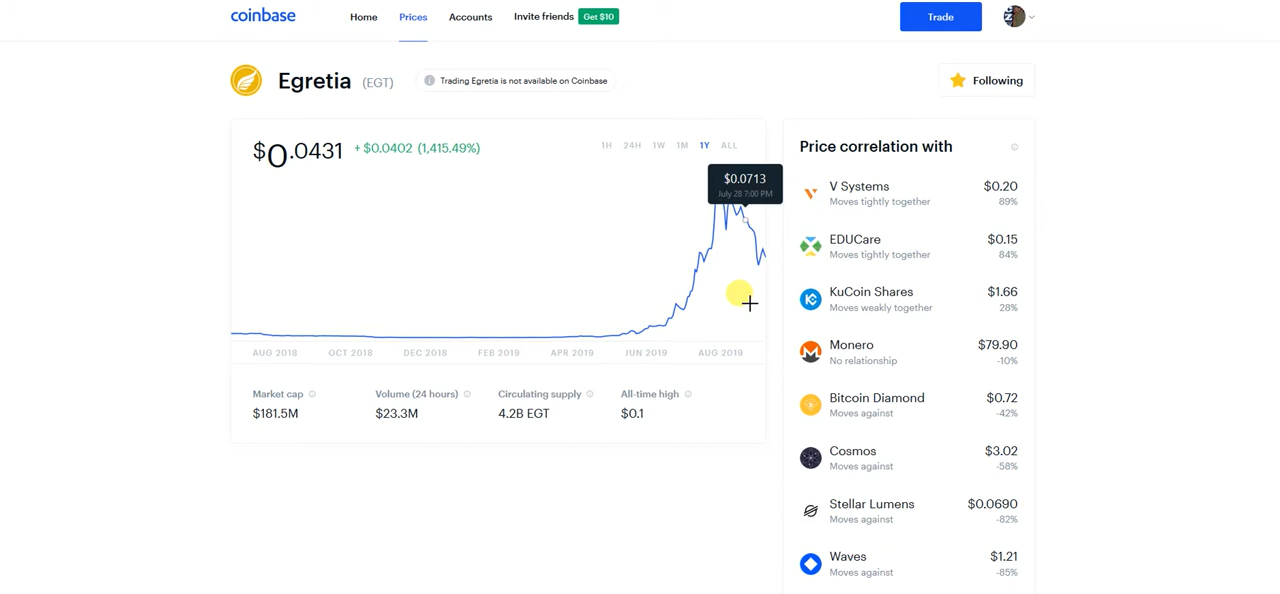 coinbase
Home Prices Accounts Invite friends Get $10
Trade
Egretia (EGT)
Trading Egretia is not available on Coinbase
Following
$0.0431 + $0.0402 (1,415.49%)
1H 24H 1W 1M 1Y ALL
$0.0713
July 28 7:00 PM
AUG 2018 OCT 2018 DEC 2018 FEB 2019 APR 2019 JUN 2019 AUG 2019
Market cap Volume (24 hours) Circulating supply All-time high
$181.5M $23.3M 4.2B EGT $0.1
Price correlation with
V Systems $0.20
Moves tightly together 89%
EDUCare $0.15
Moves tightly together 84%
KuCoin Shares $1.66
Moves weakly together 28%
Monero $79.90
No relationship -10%
Bitcoin Diamond $0.72
Moves against -42%
Cosmos $3.02
Moves against -58%
Stellar Lumens $0.0690
Moves against -82%
Waves $1.21
Moves against -85%